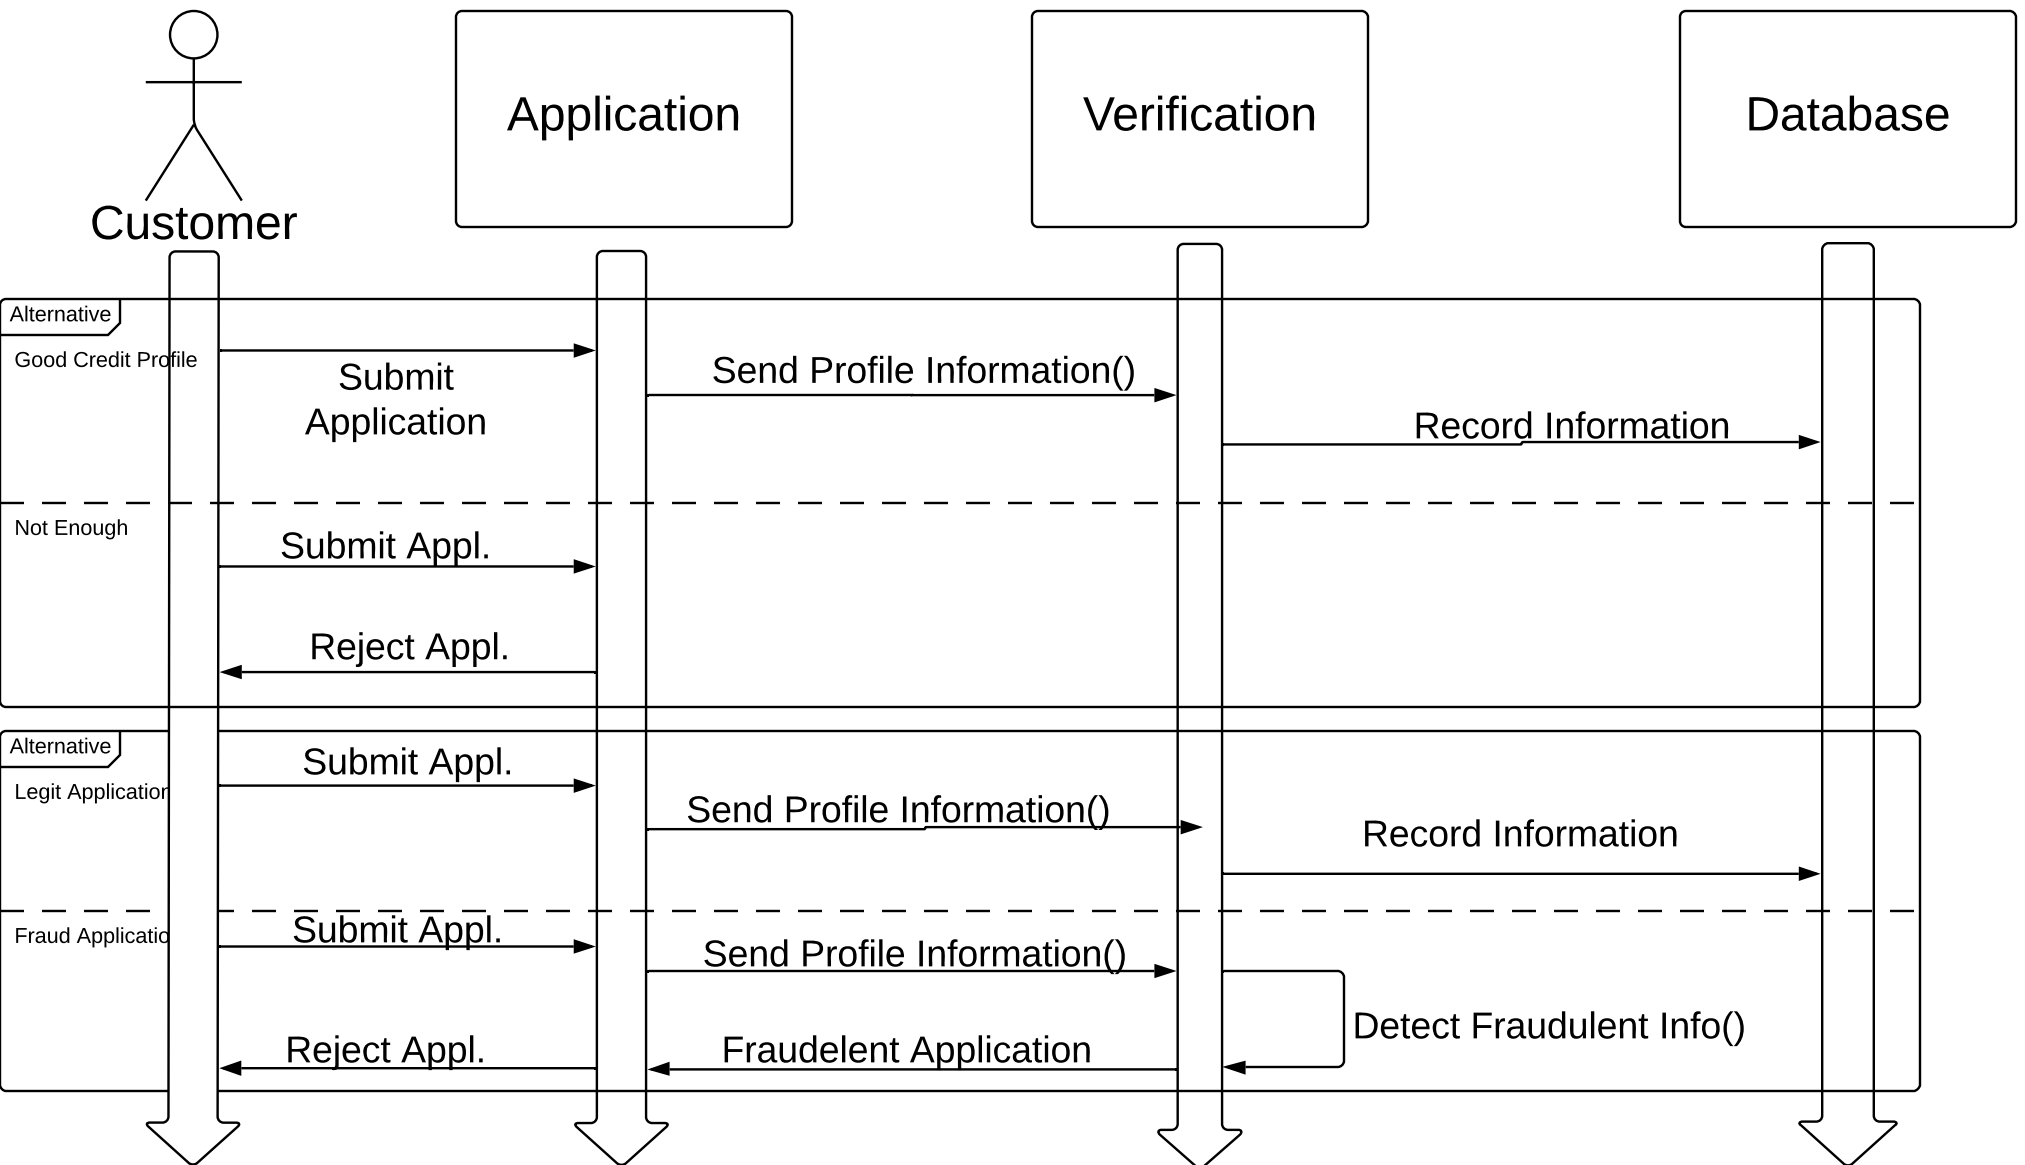 Customer
Application
Verification
Database
Alternative
Good Credit Profile
Submit
Application
Send Profile Information()
Record Information
Not Enough
Submit Appl.
Reject Appl.
Alternative
Legit Application
Submit Appl.
Send Profile Information()
Record Information
Fraud Applicatio
Submit Appl.
Send Profile Information()
Detect Fraudulent Info()
Reject Appl.
Fraudelent Application